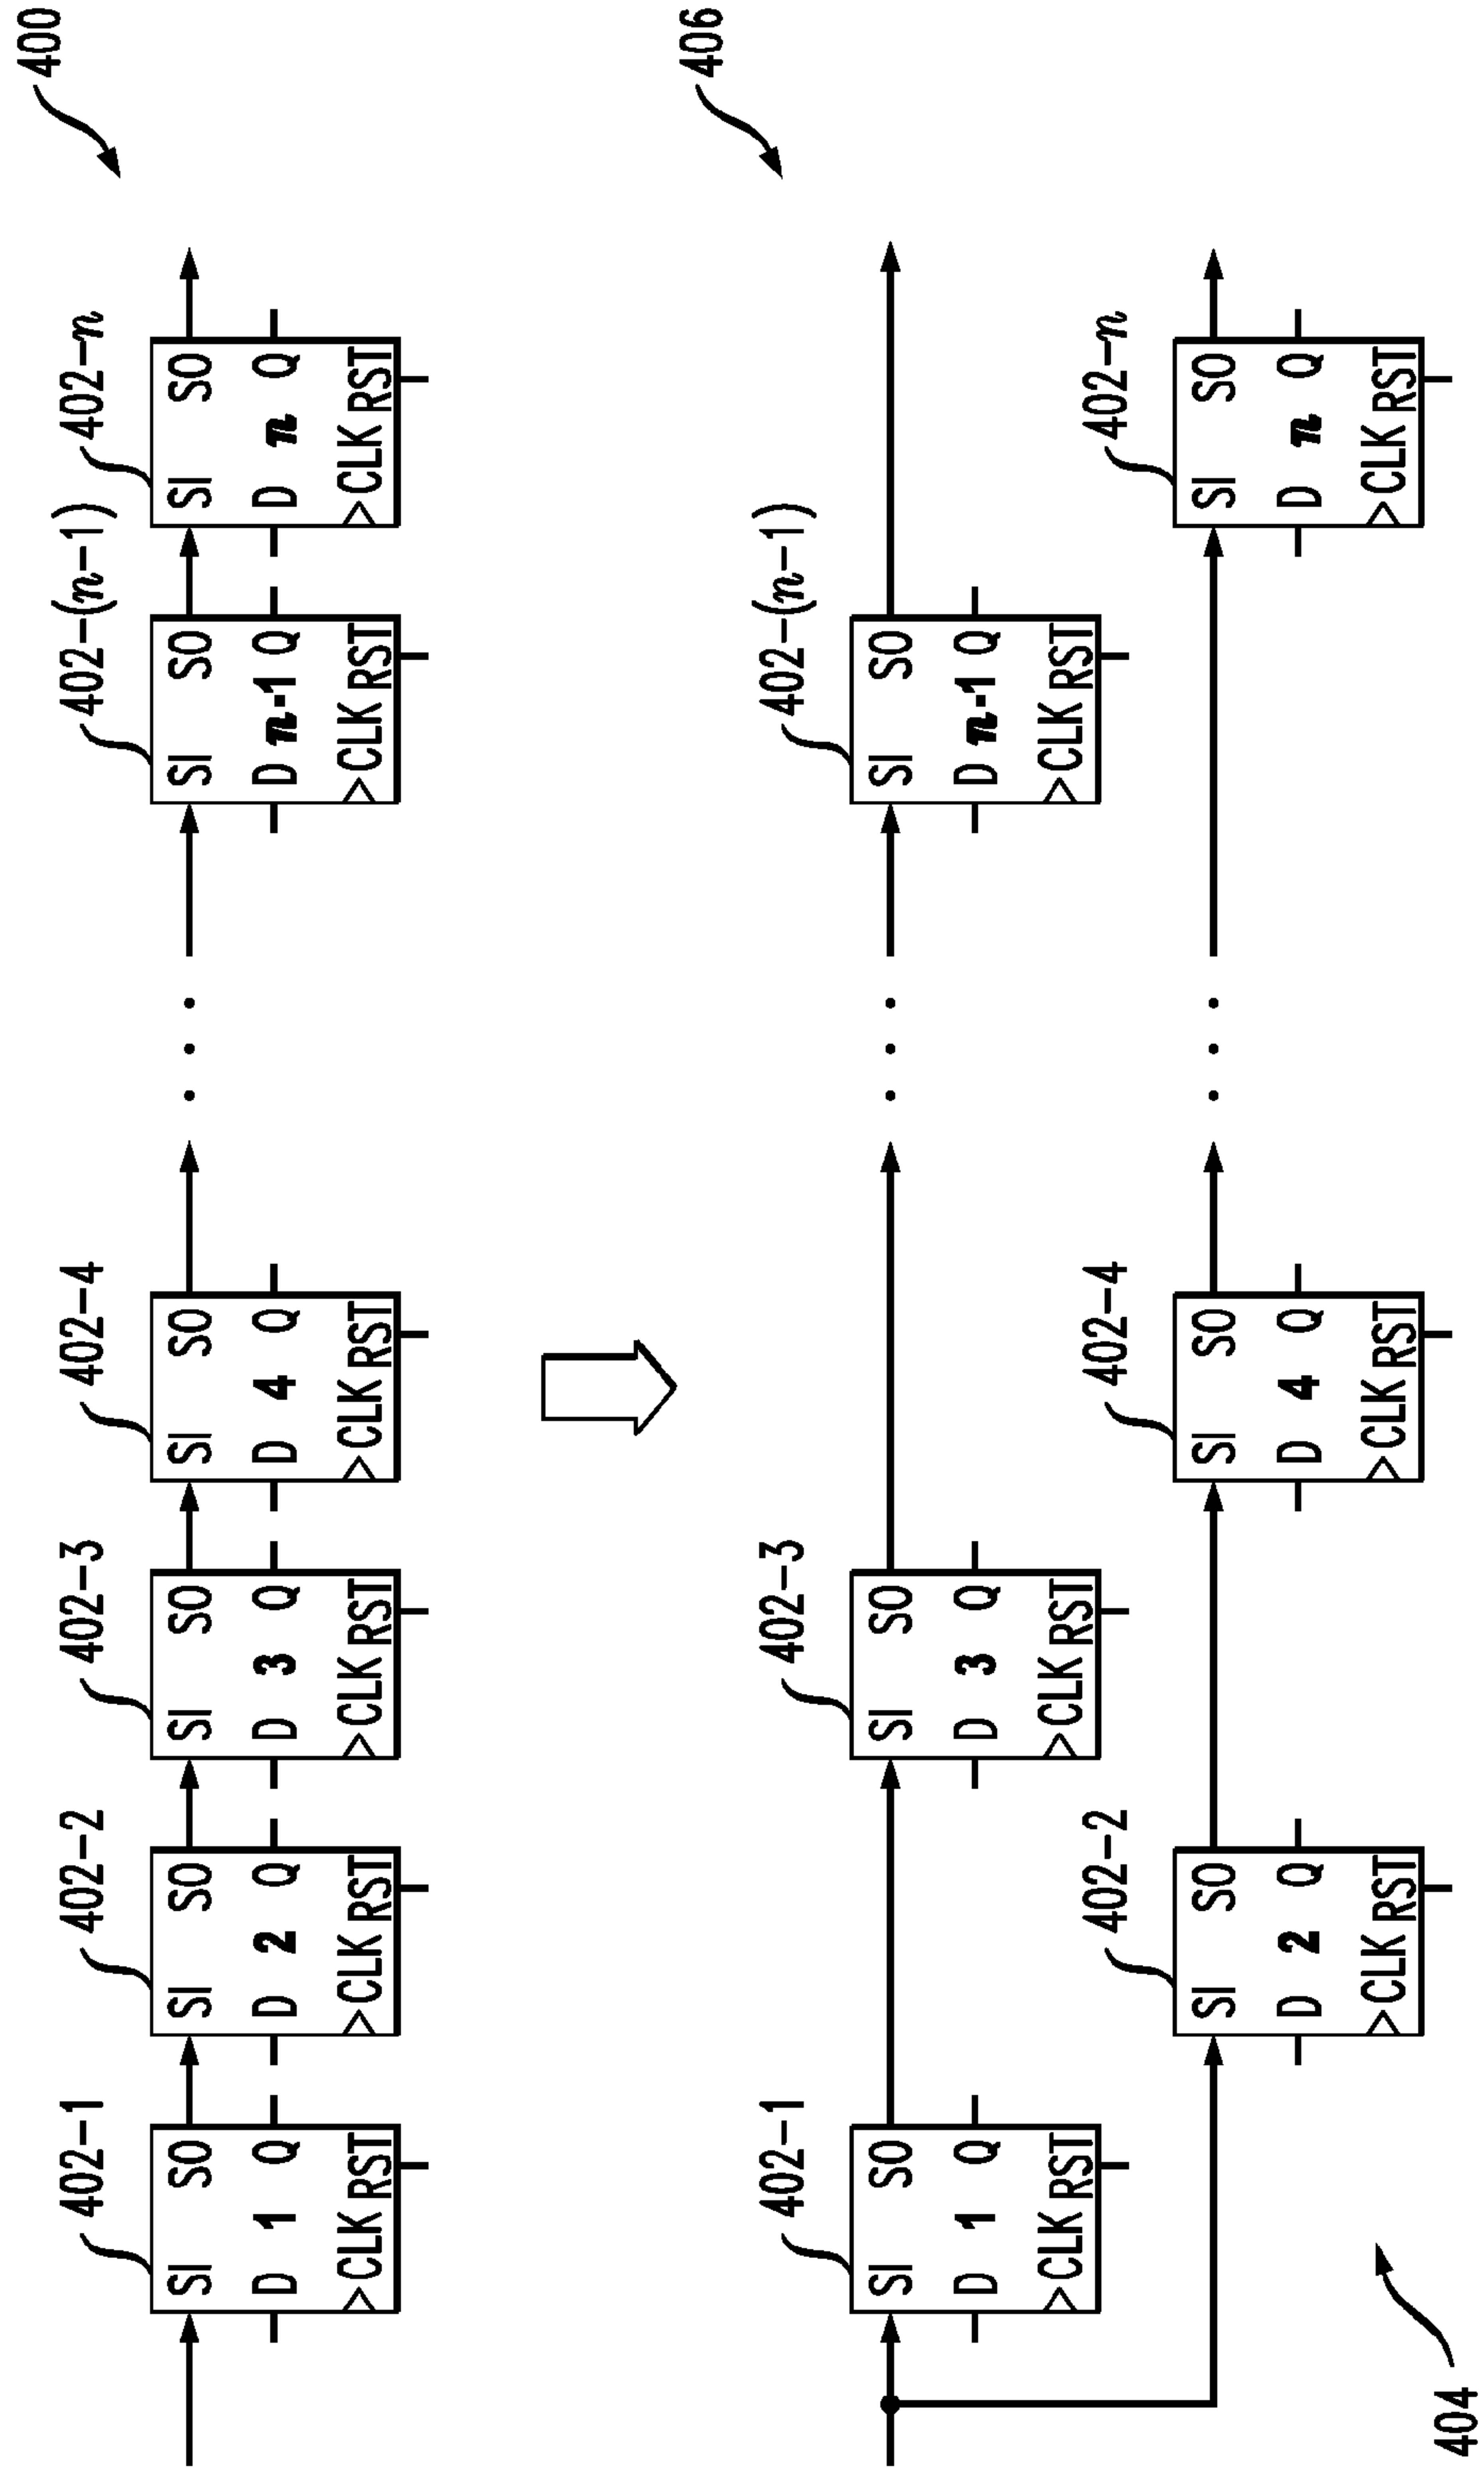 400
402-1 402-2 402-3 402-4 402-(n-1) 402-n
SI SO SI SO SI SO SI SO SI SO SI SO
D 1 Q D 2 Q D 3 Q D 4 Q D n-1 Q D n Q
>CLK RST >CLK RST >CLK RST >CLK RST >CLK RST >CLK RST
406
402-1 402-3 402-(n-1)
SI SO SI SO SI SO
D 1 Q D 3 Q D n-1 Q
>CLK RST >CLK RST >CLK RST
402-2 402-4 402-n
SI SO SI SO SI SO
D 2 Q D 4 Q D n Q
>CLK RST >CLK RST >CLK RST
404